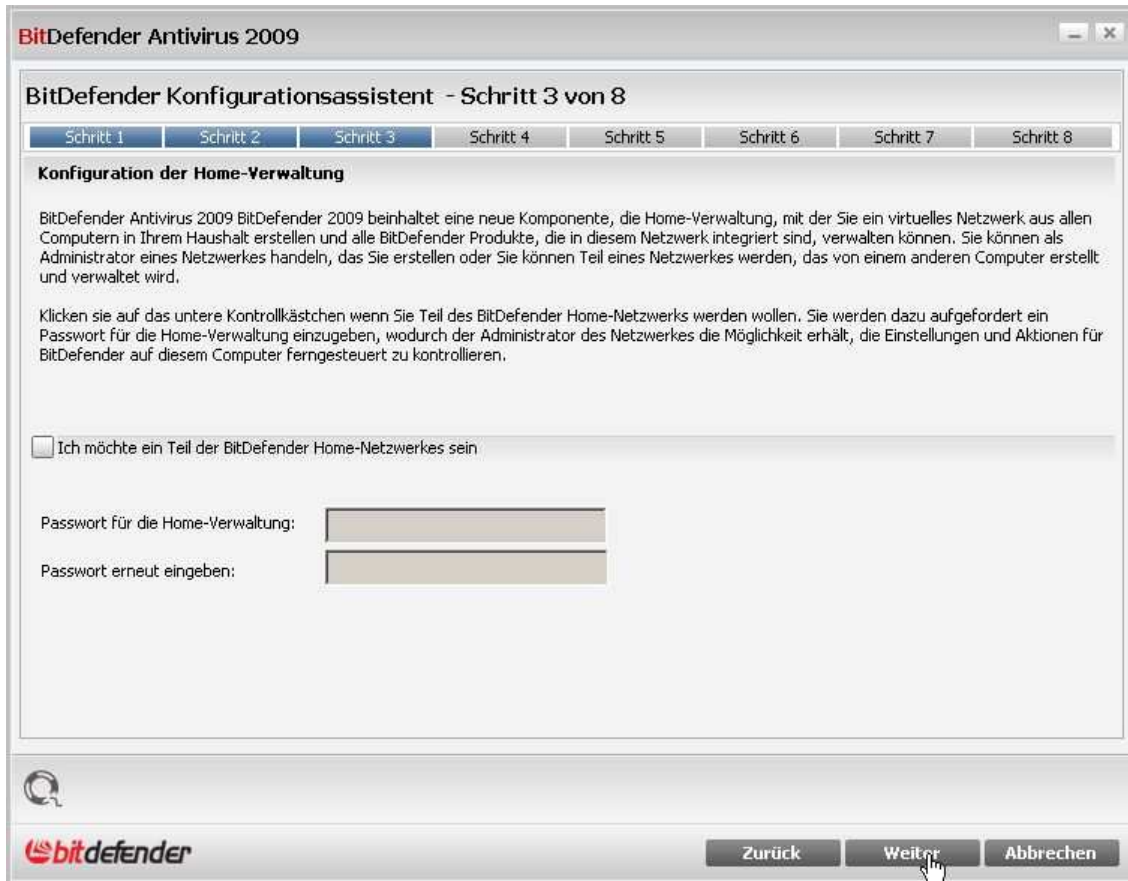 BitDefender Antivirus 2009
BitDefender Konfigurationsassistent - Schritt 3 von 8
Schritt 1 Schritt 2 Schritt 3 Schritt 4 Schritt 5 Schritt 6 Schritt 7 Schritt 8
Konfiguration der Home-Verwaltung
BitDefender Antivirus 2009 BitDefender 2009 beinhaltet eine neue Komponente, die Home-Verwaltung, mit der Sie ein virtuelles Netzwerk aus allen
Computern in Ihrem Haushalt erstellen und alle BitDefender Produkte, die in diesem Netzwerk integriert sind, verwalten können. Sie können als
Administrator eines Netzwerkes handeln, das Sie erstellen oder Sie können Teil eines Netzwerkes werden, das von einem anderen Computer erstellt
und verwaltet wird.
Klicken sie auf das untere Kontrollkästchen wenn Sie Teil des BitDefender Home-Netzwerks werden wollen. Sie werden dazu aufgefordert ein
Passwort für die Home-Verwaltung einzugeben, wodurch der Administrator des Netzwerkes die Möglichkeit erhält, die Einstellungen und Aktionen für
BitDefender auf diesem Computer ferngesteuert zu kontrollieren.
Ich möchte ein Teil der BitDefender Home-Netzwerkes sein
Passwort für die Home-Verwaltung:
Passwort erneut eingeben:
bitdefender
Zurück Weiter Abbrechen